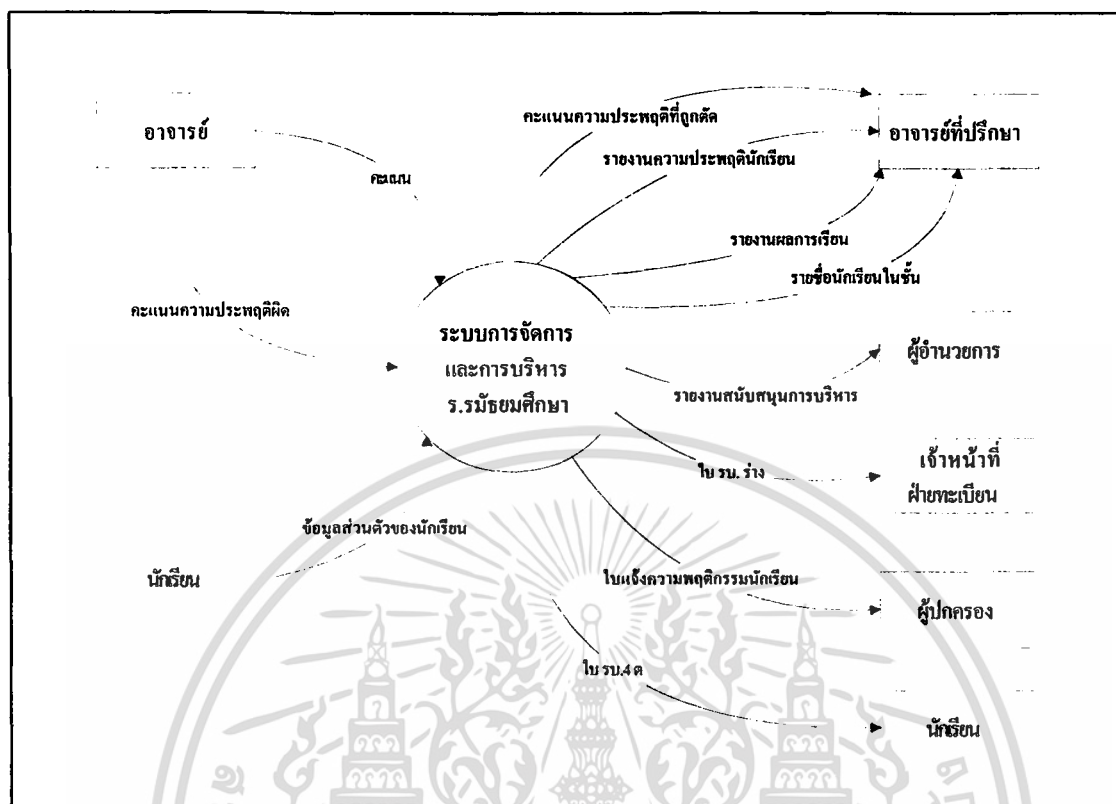 คะแนนความประพฤติที่ถูกตัด
อาจารย์
อาจารย์ที่ปรึกษา
รายงานความประพฤตินักเรียน
คะแนน
รายงานผลการเรียน
รายชื่อนักเรียนในชั้น
คะแนนความประพฤติผิด
ระบบการจัดการ
และการบริหาร
ร.รมัธยมศึกษา
ผู้อำนวยการ
รายงานสนับสนุนการบริหาร
เจ้าหน้าที่
ฝ่ายทะเบียน
ใบ รบ. ร่าง
ข้อมูลส่วนตัวของนักเรียน
นักเรียน
ใบแจ้งความพฤติกรรมนักเรียน
ผู้ปกครอง
ใบ รบ.4 ต
นักเรียน